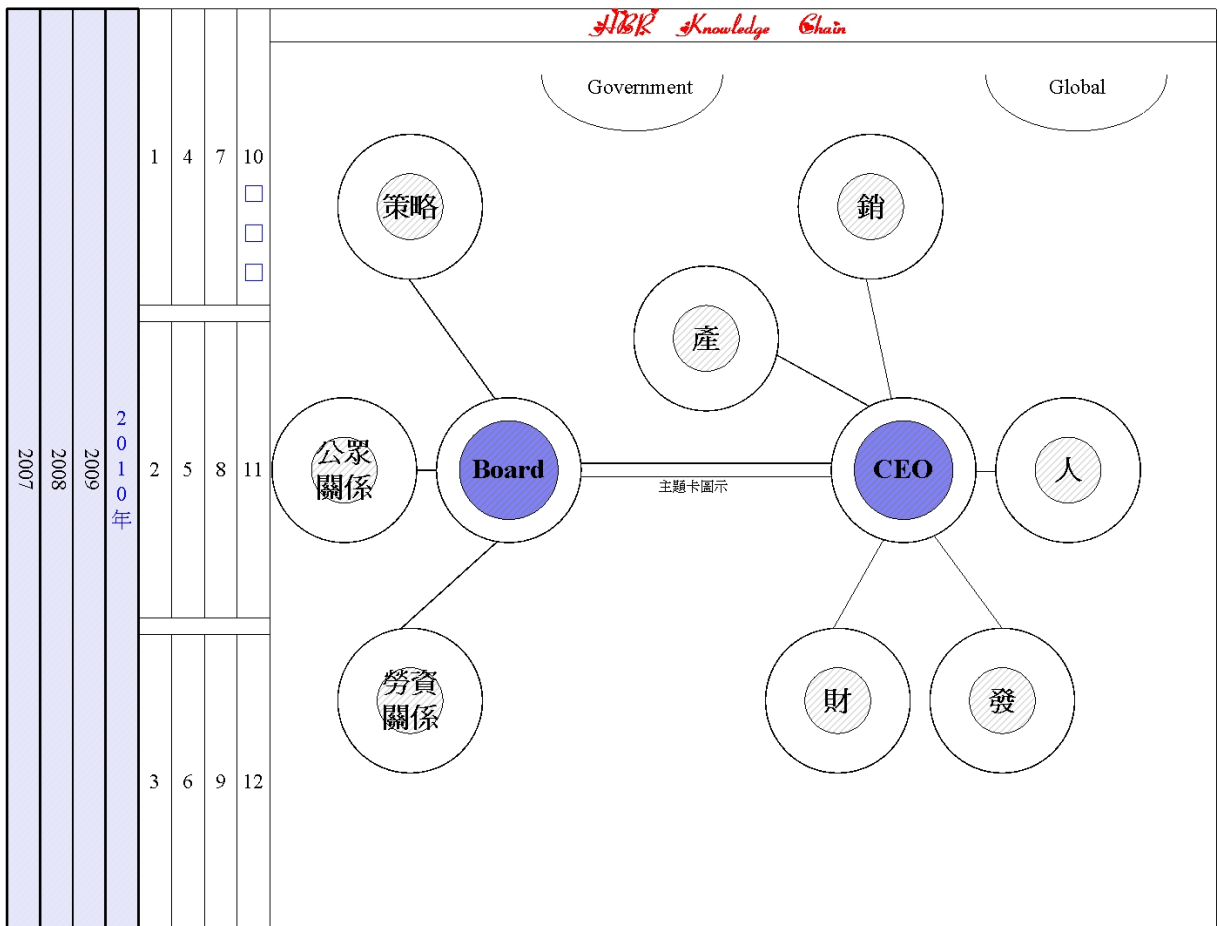 HBR Knowledge Chain
2007
2008
2009
2010年
1 4 7 10
2 5 8 11
3 6 9 12
Government
Global
策略
銷
產
公眾
關係
Board
主題卡圖示
CEO
人
勞資
關係
財
發